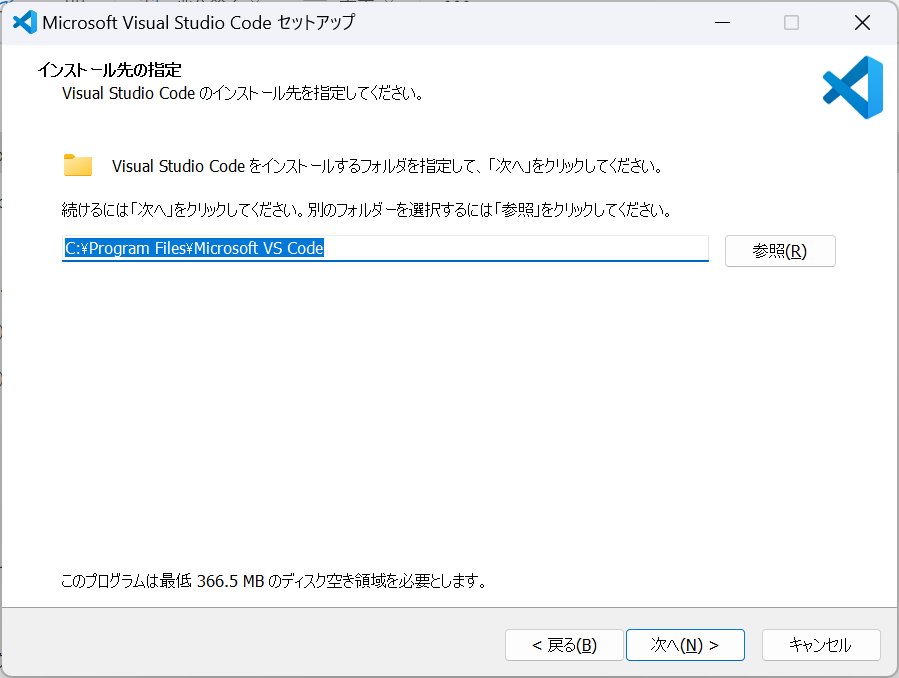 Microsoft Visual Studio Code セットアップ
インストール先の指定
Visual Studio Code のインストール先を指定してください。
Visual Studio Code をインストールするフォルダを指定して、「次へ」をクリックしてください。
続けるには「次へ」をクリックしてください。別のフォルダーを選択するには「参照」をクリックしてください。
C:¥Program Files¥Microsoft VS Code
参照(R)
このプログラムは最低 366.5 MB のディスク空き領域を必要とします。
< 戻る(B)
次へ(N) >
キャンセル